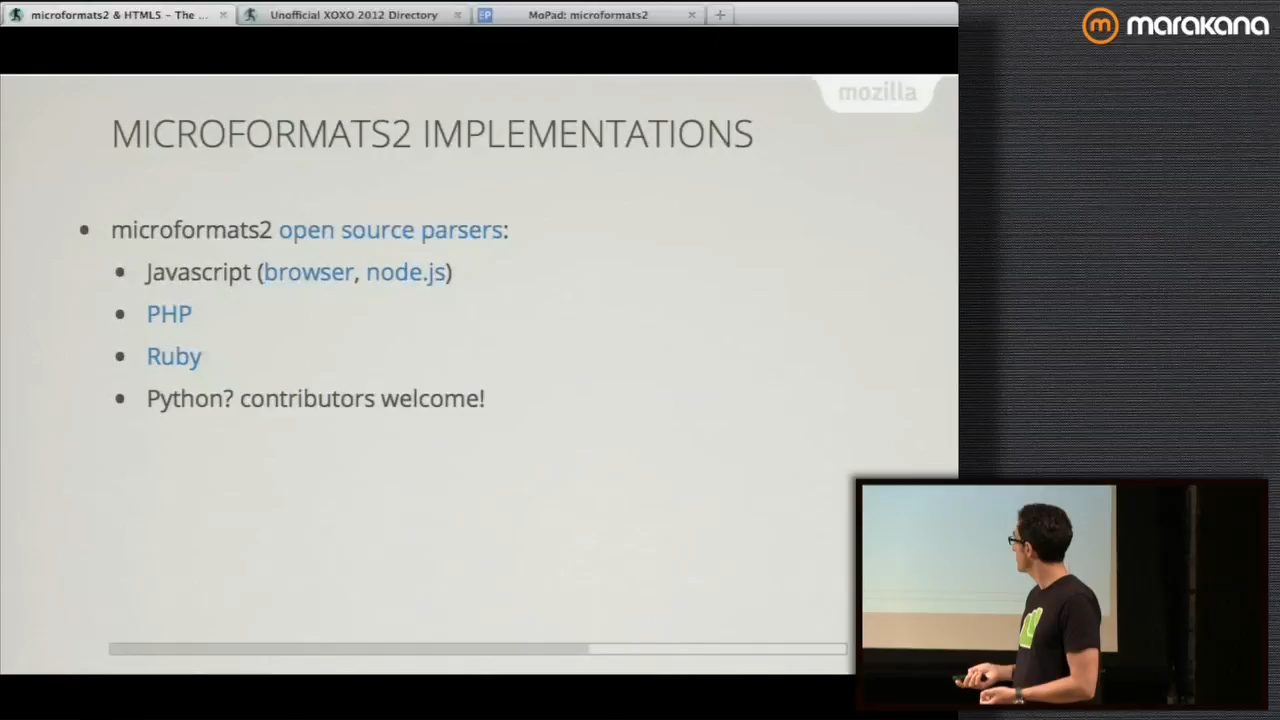 microformats2 & HTML5 - The ...
Unofficial XOXO 2012 Directory
MoPad: microformats2
marakana
mozilla
MICROFORMATS2 IMPLEMENTATIONS
microformats2 open source parsers:
Javascript (browser, node.js)
PHP
Ruby
Python? contributors welcome!